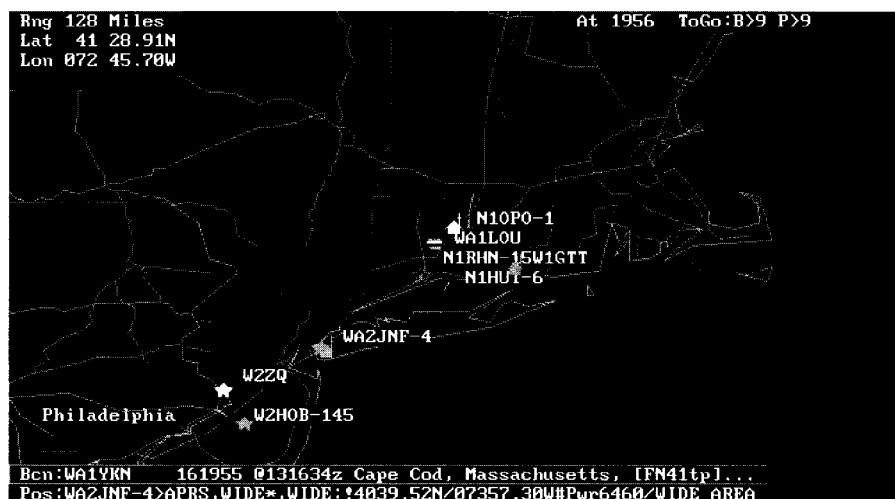 Rng 128 Miles
At 1956 ToGo:B>9 P>9
Lat 41 28.91N
Lon 072 45.70W
N1OPO-1
WA1LOU
N1RHN-15W1GTT
N1HUI-6
WA2JNF-4
W2ZQ
Philadelphia
W2HOB-145
Bcn:WA1YKN 161955 @131634z Cape Cod, Massachusetts, [FN41tp]...
Pos:WA2JNF-4>APRS,WIDE*,WIDE:!4039.52N/07357.30W#Pwr6460/WIDE AREA